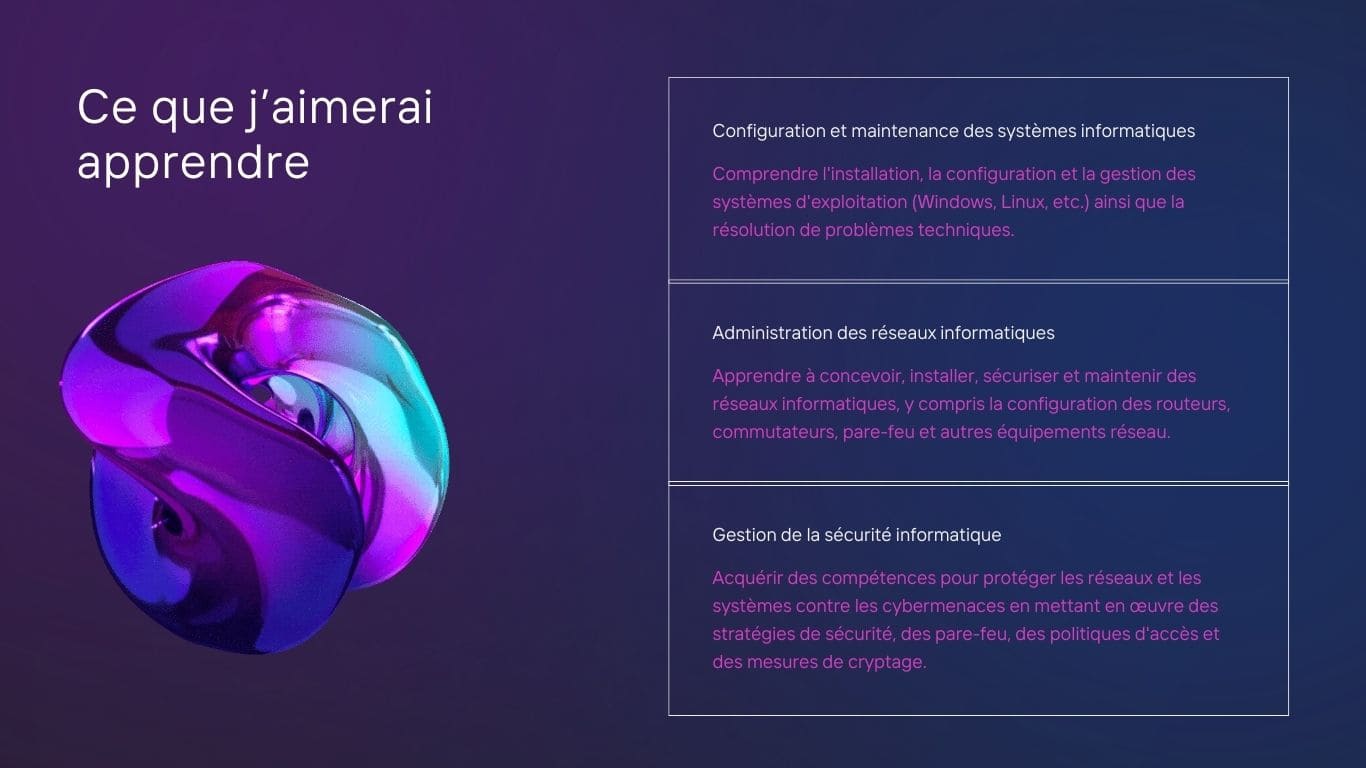 Ce que j’aimerai
apprendre
Configuration et maintenance des systèmes informatiques
Comprendre l'installation, la configuration et la gestion des
systèmes d'exploitation (Windows, Linux, etc.) ainsi que la
résolution de problèmes techniques.
Administration des réseaux informatiques
Apprendre à concevoir, installer, sécuriser et maintenir des
réseaux informatiques, y compris la configuration des routeurs,
commutateurs, pare-feu et autres équipements réseau.
Gestion de la sécurité informatique
Acquérir des compétences pour protéger les réseaux et les
systèmes contre les cybermenaces en mettant en œuvre des
stratégies de sécurité, des pare-feu, des politiques d'accès et
des mesures de cryptage.